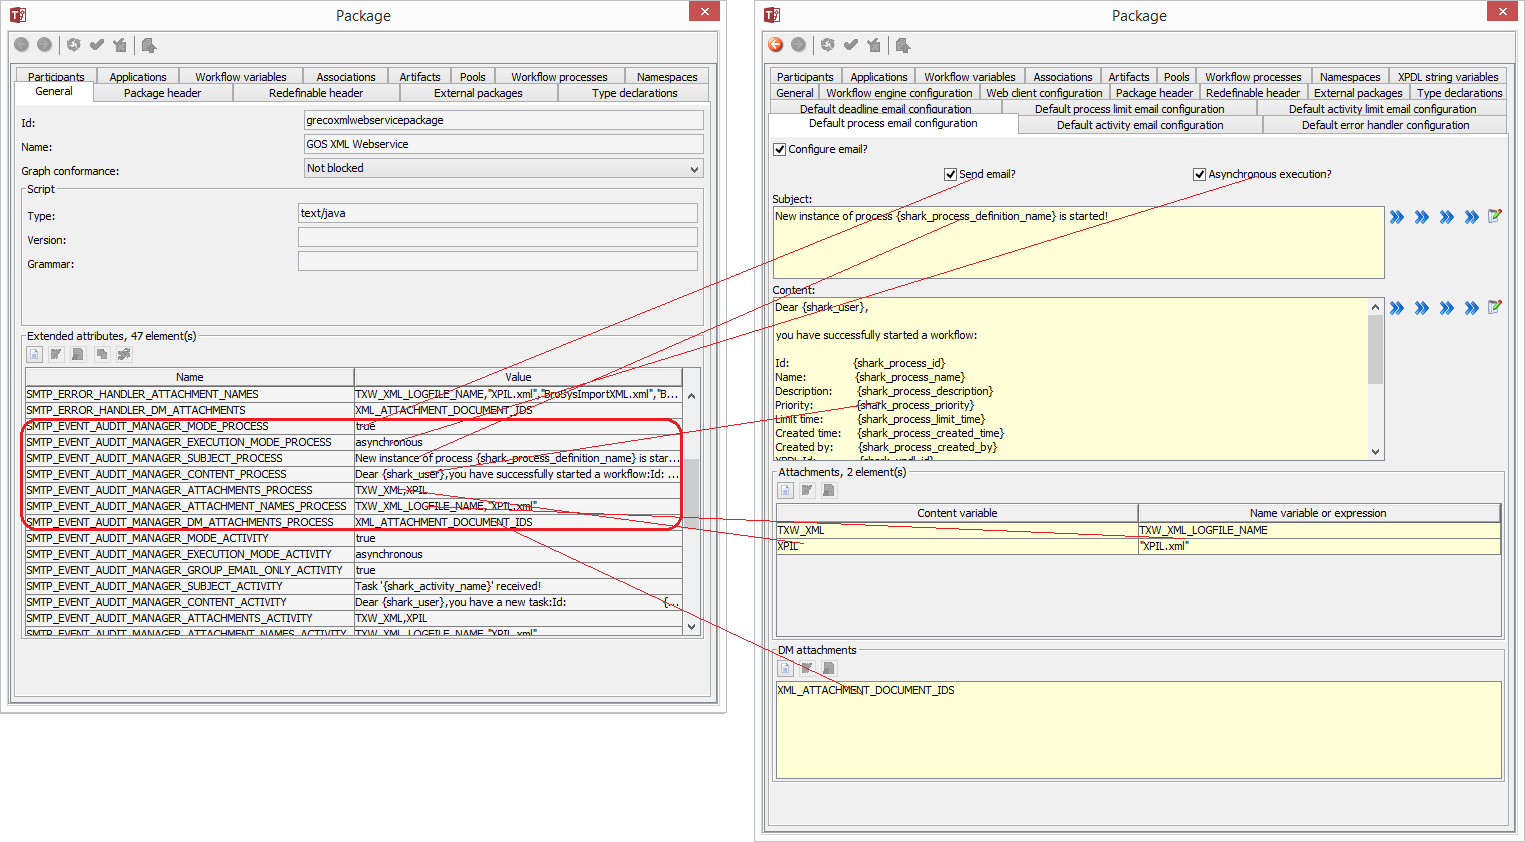 Package
Participants Applications Workflow variables Associations Artifacts Pools Workflow processes Namespaces
General Package header Redefinable header External packages Type declarations
Id: grecoxmlwebservicepackage
Name: GOS XML Webservice
Graph conformance: Not blocked
Script
Type: text/java
Version:
Grammar:
Extended attributes, 47 element(s)
Name Value
SMTP_ERROR_HANDLER_ATTACHMENT_NAMES TXW_XML_LOGFILE_NAME,"XPIL.xml","BroSysImportXML.xml","B...
SMTP_ERROR_HANDLER_DM_ATTACHMENTS XML_ATTACHMENT_DOCUMENT_IDS
SMTP_EVENT_AUDIT_MANAGER_MODE_PROCESS true
SMTP_EVENT_AUDIT_MANAGER_EXECUTION_MODE_PROCESS asynchronous
SMTP_EVENT_AUDIT_MANAGER_SUBJECT_PROCESS New instance of process {shark_process_definition_name} is star...
SMTP_EVENT_AUDIT_MANAGER_CONTENT_PROCESS Dear {shark_user},you have successfully started a workflow:Id: ...
SMTP_EVENT_AUDIT_MANAGER_ATTACHMENTS_PROCESS TXW_XML,XPIL
SMTP_EVENT_AUDIT_MANAGER_ATTACHMENT_NAMES_PROCESS TXW_XML_LOGFILE_NAME,"XPIL.xml"
SMTP_EVENT_AUDIT_MANAGER_DM_ATTACHMENTS_PROCESS XML_ATTACHMENT_DOCUMENT_IDS
SMTP_EVENT_AUDIT_MANAGER_MODE_ACTIVITY true
SMTP_EVENT_AUDIT_MANAGER_EXECUTION_MODE_ACTIVITY asynchronous
SMTP_EVENT_AUDIT_MANAGER_GROUP_EMAIL_ONLY_ACTIVITY true
SMTP_EVENT_AUDIT_MANAGER_SUBJECT_ACTIVITY Task '{shark_activity_name}' received!
SMTP_EVENT_AUDIT_MANAGER_CONTENT_ACTIVITY Dear {shark_user},you have a new task:Id: {...
SMTP_EVENT_AUDIT_MANAGER_ATTACHMENTS_ACTIVITY TXW_XML,XPIL
SMTP_EVENT_AUDIT_MANAGER_ATTACHMENT_NAMES_ACTIVITY TXW_XML_LOGFILE_NAME,"XPIL.xml"
Package
Participants Applications Workflow variables Associations Artifacts Pools Workflow processes Namespaces XPDL string variables
General Workflow engine configuration Web client configuration Package header Redefinable header External packages Type declarations
Default deadline email configuration Default process limit email configuration Default activity limit email configuration
Default process email configuration Default activity email configuration Default error handler configuration
Configure email?
Send email? Asynchronous execution?
Subject:
New instance of process {shark_process_definition_name} is started!
Content:
Dear {shark_user},
you have successfully started a workflow:
Id: {shark_process_id}
Name: {shark_process_name}
Description: {shark_process_description}
Priority: {shark_process_priority}
Limit time: {shark_process_limit_time}
Created time: {shark_process_created_time}
Created by: {shark_process_created_by}
XPDL Id: {shark_xpdl_id}
Attachments, 2 element(s)
Content variable Name variable or expression
TXW_XML TXW_XML_LOGFILE_NAME
XPIL "XPIL.xml"
DM attachments
XML_ATTACHMENT_DOCUMENT_IDS